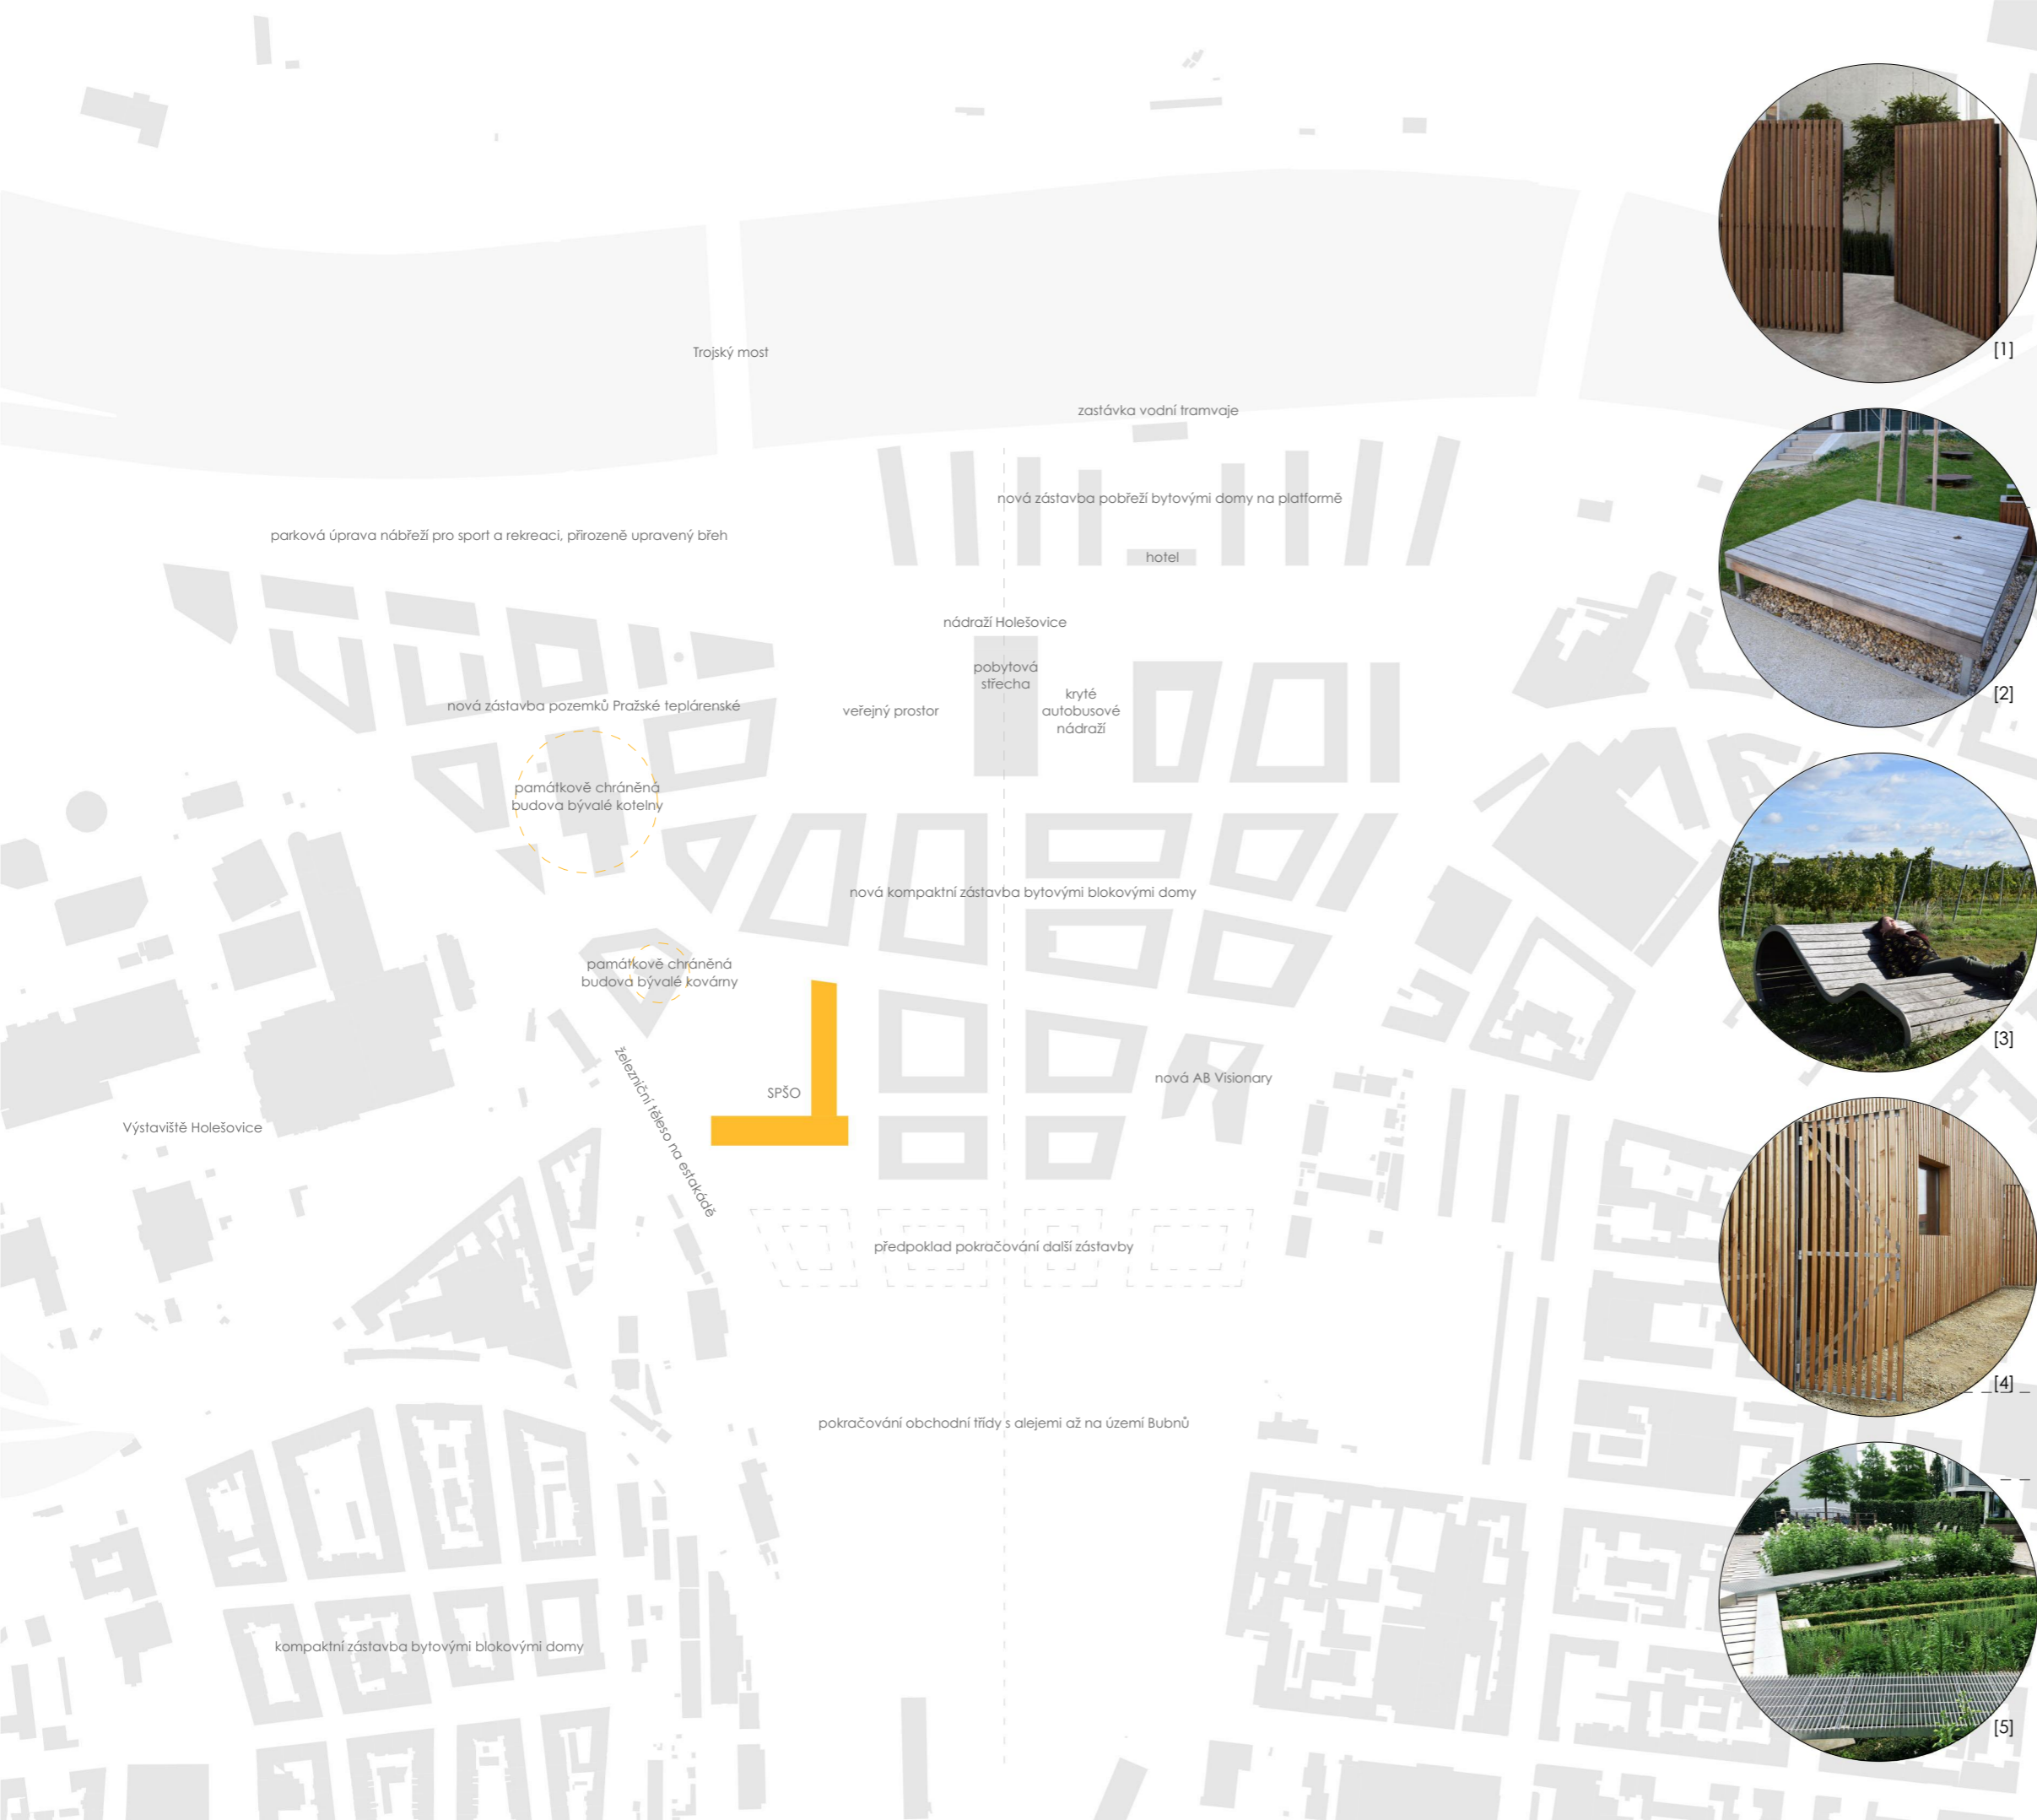 Trojský most
[1]
zastávka vodní tramvaje
nová zástavba pobřeží bytovými domy na platformě
parková úprava nábřeží pro sport a rekreaci, přirozeně upravený břeh
hotel
nádraží Holešovice
pobytová
střecha
[2]
kryté
autobusové
nádraží
nová zástavba pozemků Pražské teplárenské
veřejný prostor
památkově chráněná
budova bývalé kotelny
nová kompaktní zástavba bytovými blokovými domy
památkově chráněná
budova bývalé kovárny
[3]
železniční těleso na estakádě
SPŠO
nová AB Visionary
Výstaviště Holešovice
předpoklad pokračování další zástavby
[4]
pokračování obchodní třídy s alejemi až na území Bubnů
kompaktní zástavba bytovými blokovými domy
[5]